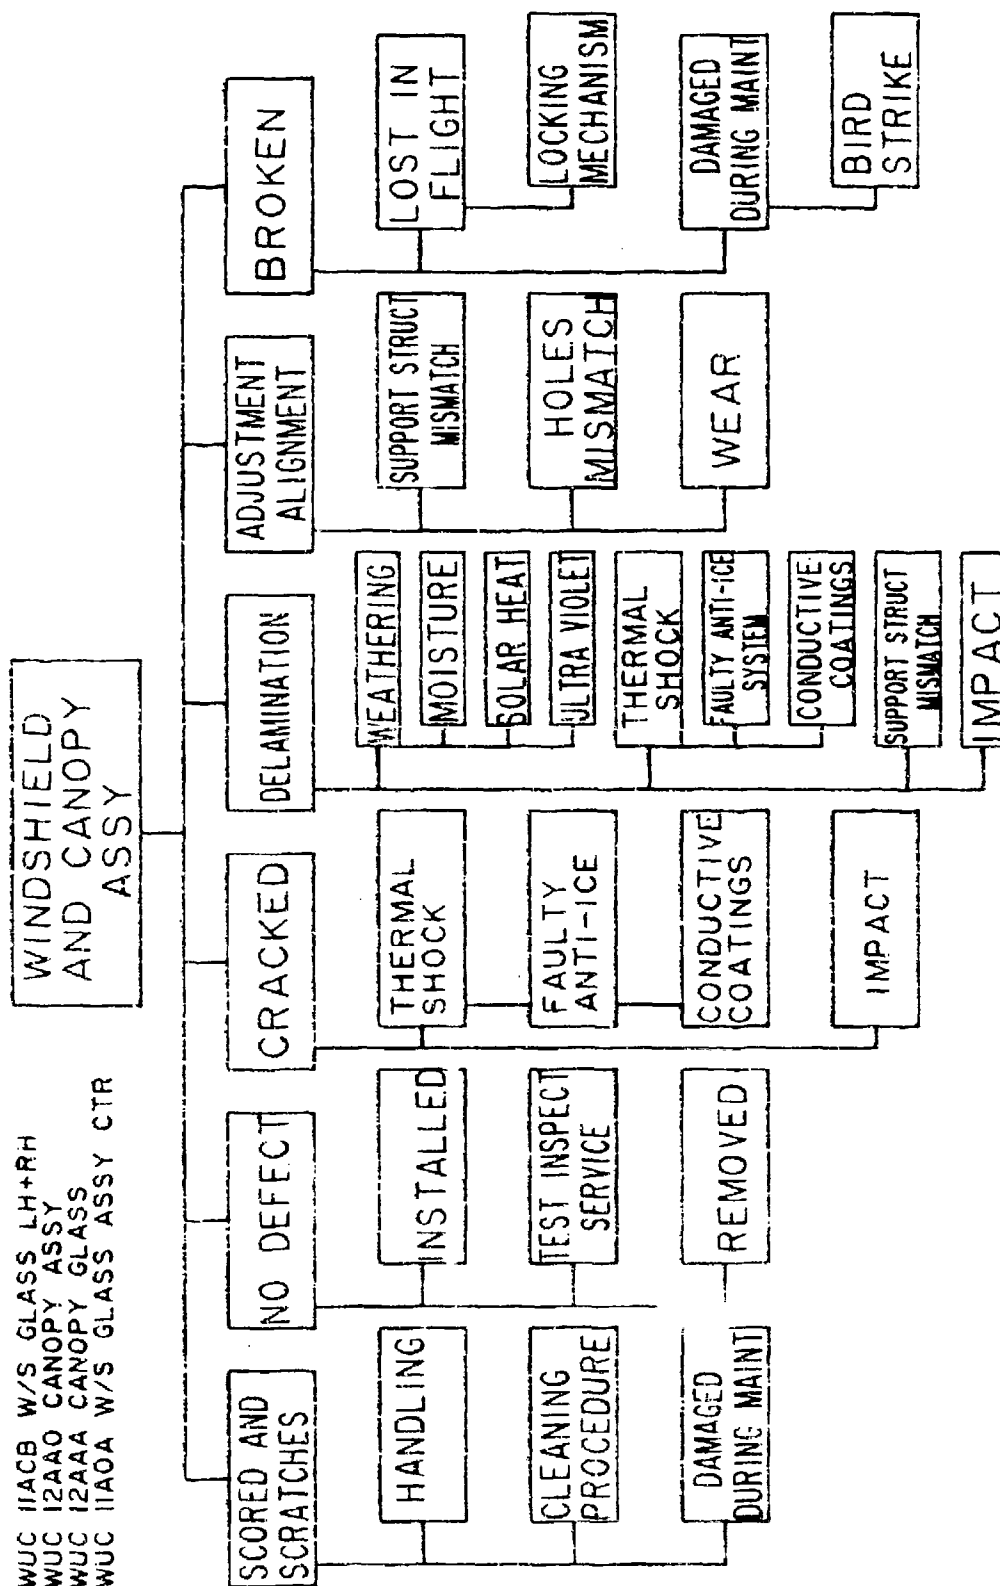 WUC 11ACB W/S GLASS LH+RH
WUC 12AAO CANOPY ASSY
WUC 12AAA CANOPY GLASS
WUC 11AOA W/S GLASS ASSY CTR
WINDSHIELD
AND CANOPY
ASSY
SCORED AND
SCRATCHES
HANDLING
CLEANING
PROCEDURE
DAMAGED
DURING MAINT
NO DEFECT
INSTALLED
TEST INSPECT
SERVICE
REMOVED
CRACKED
THERMAL
SHOCK
FAULTY
ANTI-ICE
CONDUCTIVE
COATINGS
IMPACT
DELAMINATION
WEATHERING
MOISTURE
SOLAR HEAT
ULTRA VIOLET
THERMAL
SHOCK
FAULTY ANTI-ICE
SYSTEM
CONDUCTIVE
COATINGS
SUPPORT STRUCT
MISMATCH
IMPACT
ADJUSTMENT
ALIGNMENT
SUPPORT STRUCT
MISMATCH
HOLES
MISMATCH
WEAR
BROKEN
LOST IN
FLIGHT
LOCKING
MECHANISM
DAMAGED
DURING MAINT
BIRD
STRIKE